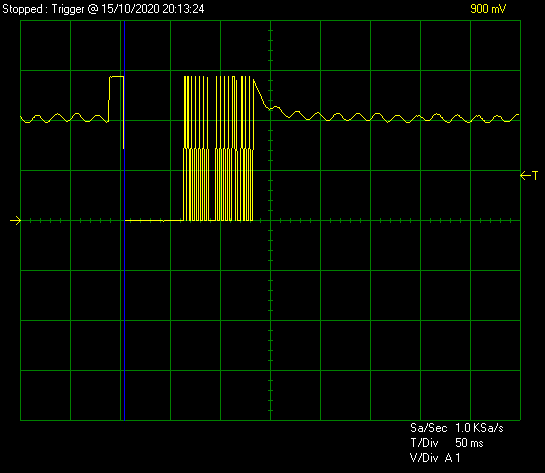 Stopped : Trigger @ 15/10/2020 20:13:24 900 mV
T
Sa/Sec 1.0 KSa/s
T/Div 50 ms
V/Div A 1